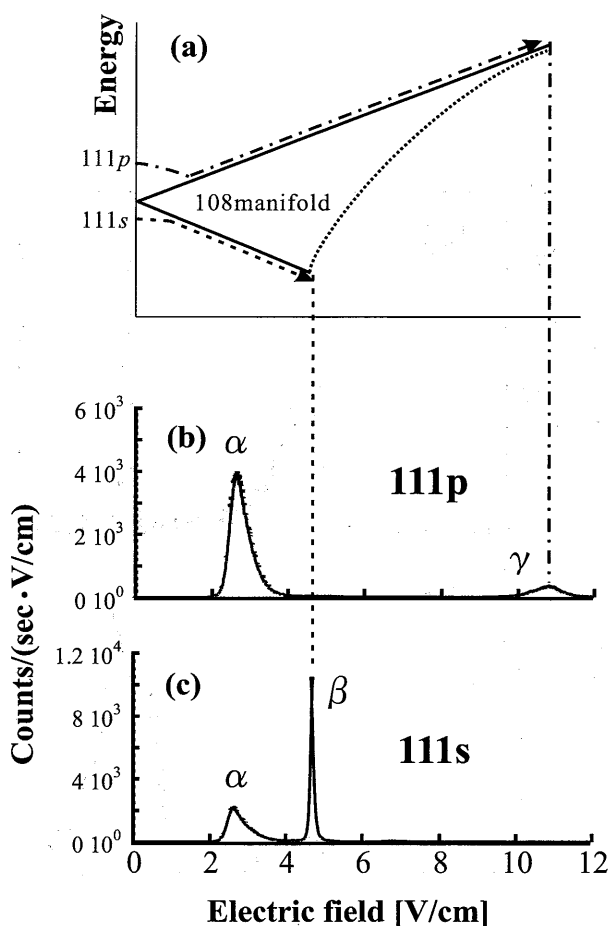 (a)
Energy
111p
111s
108manifold
6 10³
4 10³
2 10³
0 10⁰
(b)
α
111p
γ
Counts/(sec•V/cm)
1.2 10⁴
8 10³
4 10³
0 10⁰
(c)
α
β
111s
0 2 4 6 8 10 12
Electric field [V/cm]